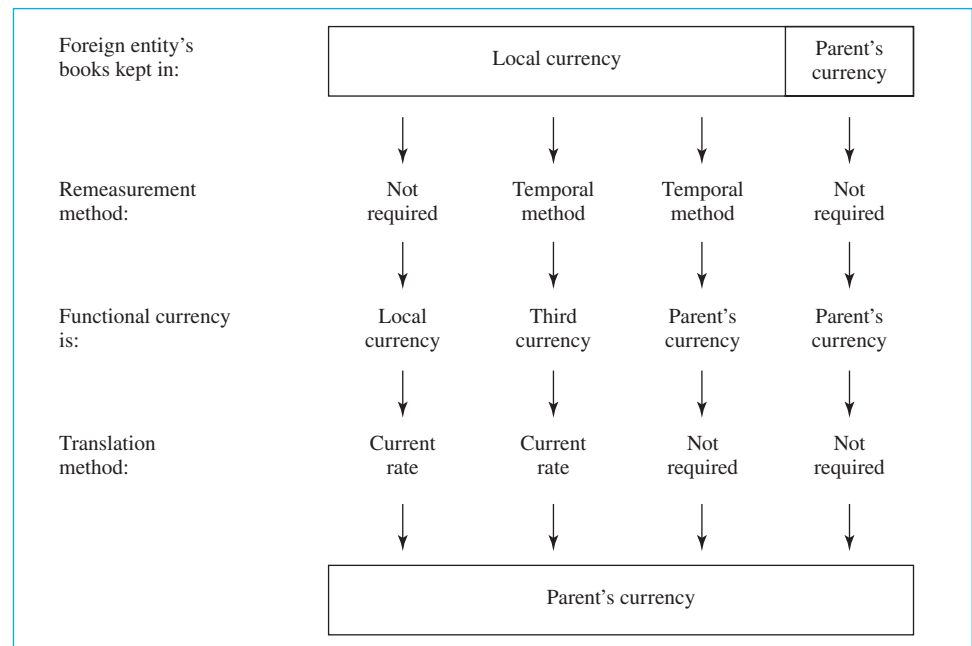 Foreign entity's
books kept in:
Local currency
Parent's
currency
Remeasurement
method:
Not
required
Temporal
method
Temporal
method
Not
required
Functional currency
is:
Local
currency
Third
currency
Parent's
currency
Parent's
currency
Translation
method:
Current
rate
Current
rate
Not
required
Not
required
Parent's currency